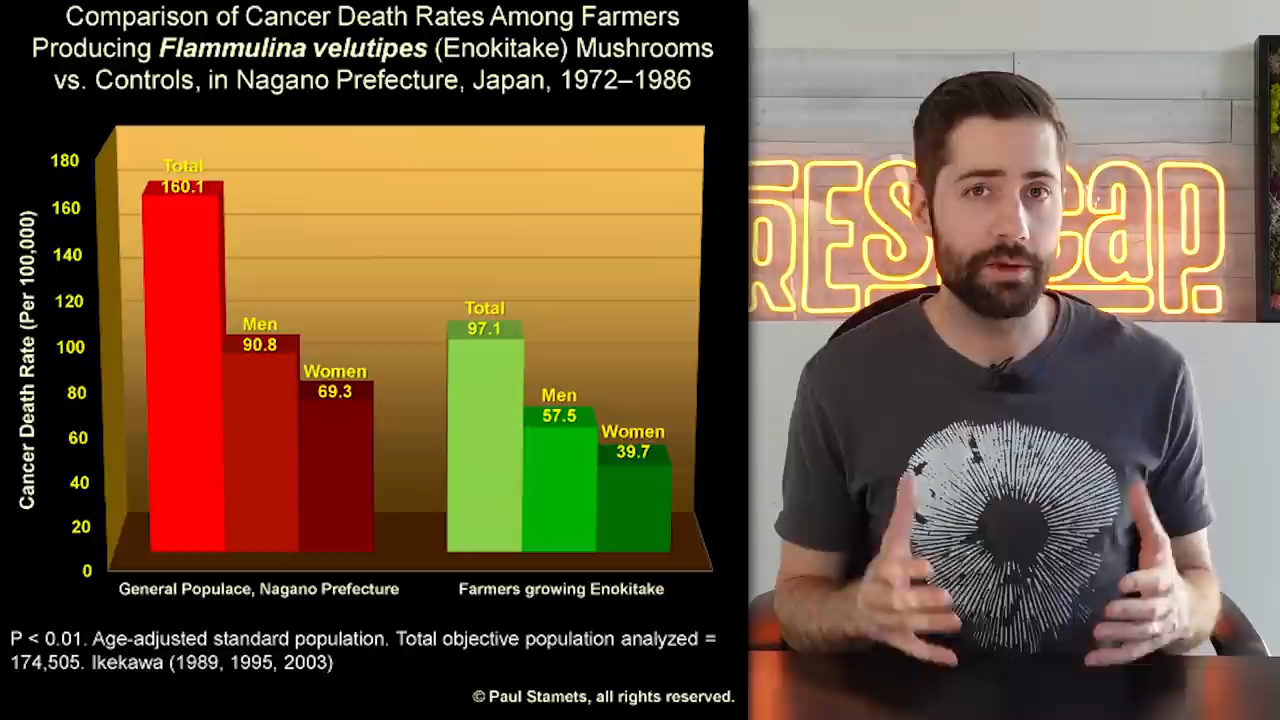 Comparison of Cancer Death Rates Among Farmers
Producing Flammulina velutipes (Enokitake) Mushrooms
vs. Controls, in Nagano Prefecture, Japan, 1972–1986
Cancer Death Rate (Per 100,000)
180
160
140
120
100
80
60
40
20
0
Total
160.1
Men
90.8
Women
69.3
Total
97.1
Men
57.5
Women
39.7
General Populace, Nagano Prefecture
Farmers growing Enokitake
P < 0.01. Age-adjusted standard population. Total objective population analyzed =
174,505. Ikekawa (1989, 1995, 2003)
© Paul Stamets, all rights reserved.